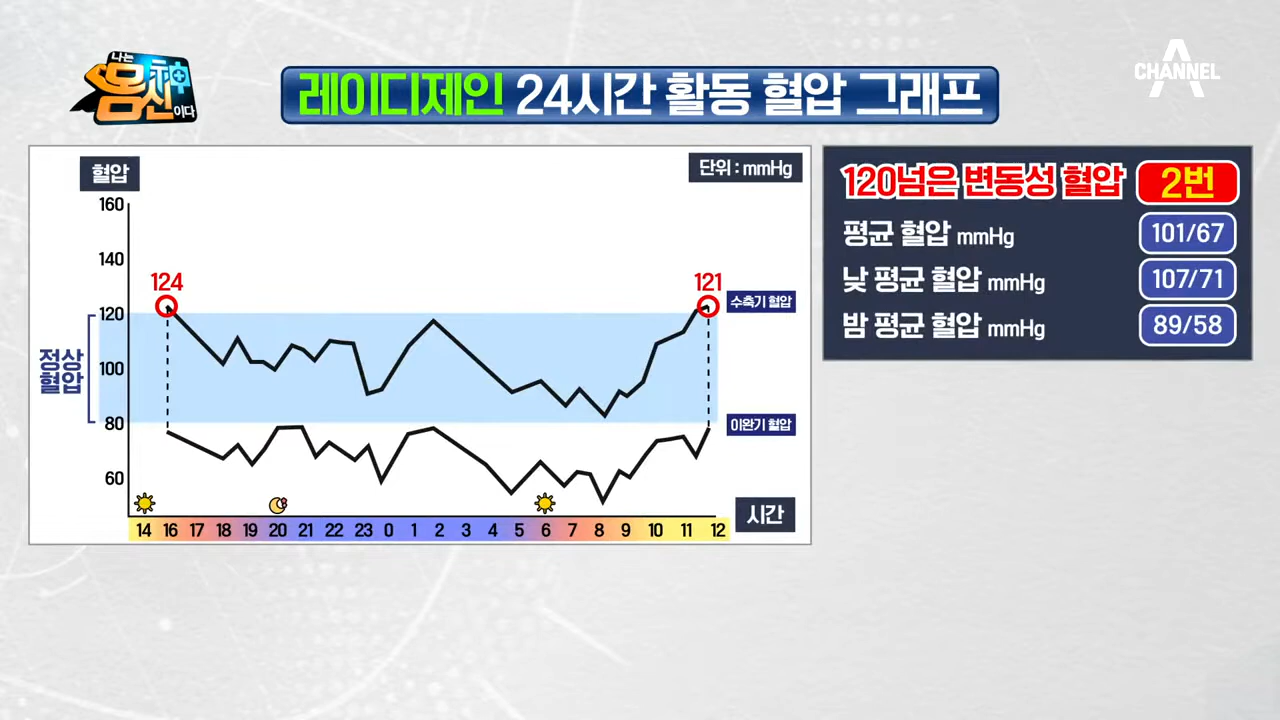 나는
몸신
이다
레이디제인 24시간 활동 혈압 그래프
CHANNEL A
혈압
단위 : mmHg
160
140
124
121
120
수축기 혈압
정상
혈압
100
80
이완기 혈압
60
시간
14 16 17 18 19 20 21 22 23 0 1 2 3 4 5 6 7 8 9 10 11 12
120넘은 변동성 혈압 2번
평균 혈압 mmHg 101/67
낮 평균 혈압 mmHg 107/71
밤 평균 혈압 mmHg 89/58